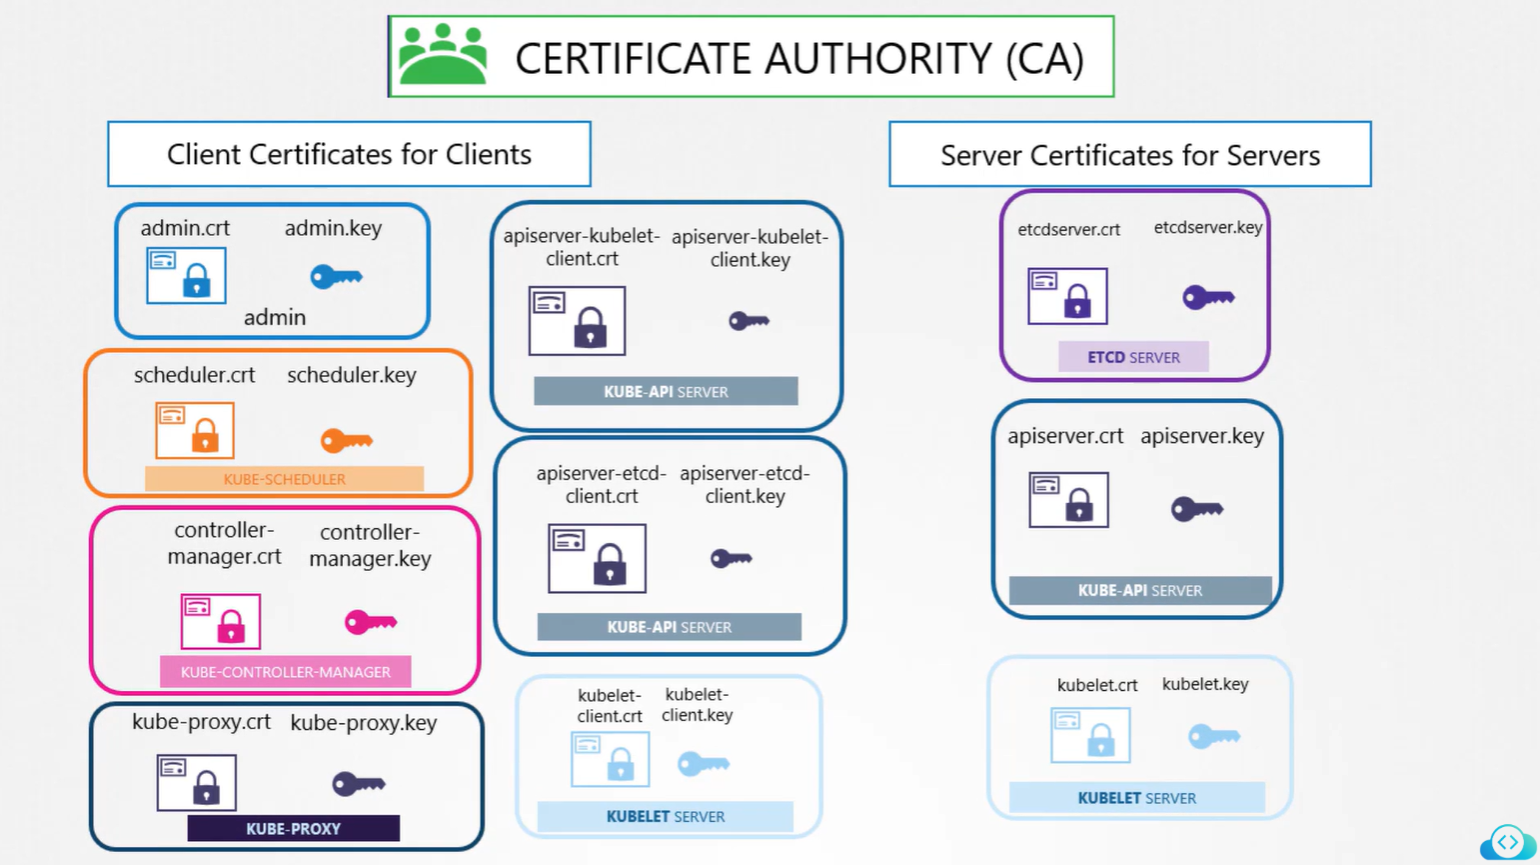 CERTIFICATE AUTHORITY (CA)
Client Certificates for Clients
admin.crt
admin.key
admin
scheduler.crt
scheduler.key
KUBE-SCHEDULER
controller-
manager.crt
controller-
manager.key
KUBE-CONTROLLER-MANAGER
kube-proxy.crt
kube-proxy.key
KUBE-PROXY
apiserver-kubelet-
client.crt
apiserver-kubelet-
client.key
KUBE-API SERVER
apiserver-etcd-
client.crt
apiserver-etcd-
client.key
KUBE-API SERVER
kubelet-
client.crt
kubelet-
client.key
KUBELET SERVER
Server Certificates for Servers
etcdserver.crt
etcdserver.key
ETCD SERVER
apiserver.crt
apiserver.key
KUBE-API SERVER
kubelet.crt
kubelet.key
KUBELET SERVER